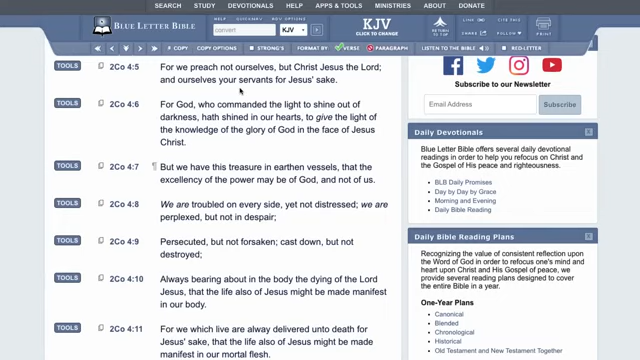 SEARCH STUDY DEVOTIONALS HELP APPS & TOOLS MINISTRIES ABOUT DONATE
BLUE LETTER BIBLE
convert
KJV
CLICK TO CHANGE
RETURN
TO TOP
LINK
SHARE
CITE THIS
FOLLOW
PRINT
COPY COPY OPTIONS STRONG'S FORMAT BY VERSE PARAGRAPH LISTEN TO THE BIBLE RED-LETTER
TOOLS 2Co 4:5 For we preach not ourselves, but Christ Jesus the Lord;
and ourselves your servants for Jesus' sake.
TOOLS 2Co 4:6 For God, who commanded the light to shine out of
darkness, hath shined in our hearts, to give the light of
the knowledge of the glory of God in the face of Jesus
Christ.
TOOLS 2Co 4:7 ¶ But we have this treasure in earthen vessels, that the
excellency of the power may be of God, and not of us.
TOOLS 2Co 4:8 We are troubled on every side, yet not distressed; we are
perplexed, but not in despair;
TOOLS 2Co 4:9 Persecuted, but not forsaken; cast down, but not
destroyed;
TOOLS 2Co 4:10 Always bearing about in the body the dying of the Lord
Jesus, that the life also of Jesus might be made manifest
in our body.
TOOLS 2Co 4:11 For we which live are alway delivered unto death for
Jesus' sake, that the life also of Jesus might be made
manifest in our mortal flesh.
Subscribe to our Newsletter
Email Address Subscribe
Daily Devotionals
Blue Letter Bible offers several daily devotional
readings in order to help you refocus on Christ and
the Gospel of His peace and righteousness.
BLB Daily Promises
Day by Day by Grace
Morning and Evening
Daily Bible Reading
Daily Bible Reading Plans
Recognizing the value of consistent reflection upon
the Word of God in order to refocus one's mind and
heart upon Christ and His Gospel of peace, we
provide several reading plans designed to cover
the entire Bible in a year.
One-Year Plans
Canonical
Blended
Chronological
Historical
Old Testament and New Testament Together